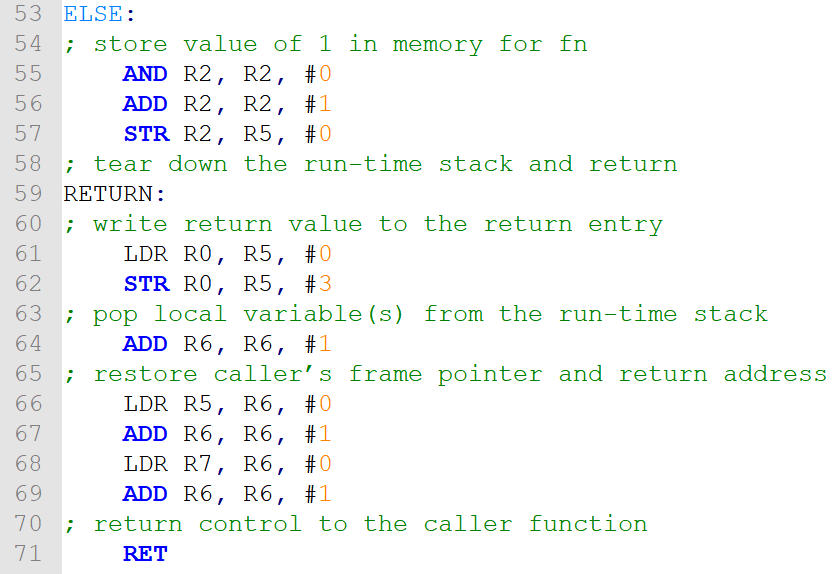 53 ELSE:
54 ; store value of 1 in memory for fn
55 AND R2, R2, #0
56 ADD R2, R2, #1
57 STR R2, R5, #0
58 ; tear down the run-time stack and return
59 RETURN:
60 ; write return value to the return entry
61 LDR R0, R5, #0
62 STR R0, R5, #3
63 ; pop local variable(s) from the run-time stack
64 ADD R6, R6, #1
65 ; restore caller’s frame pointer and return address
66 LDR R5, R6, #0
67 ADD R6, R6, #1
68 LDR R7, R6, #0
69 ADD R6, R6, #1
70 ; return control to the caller function
71 RET